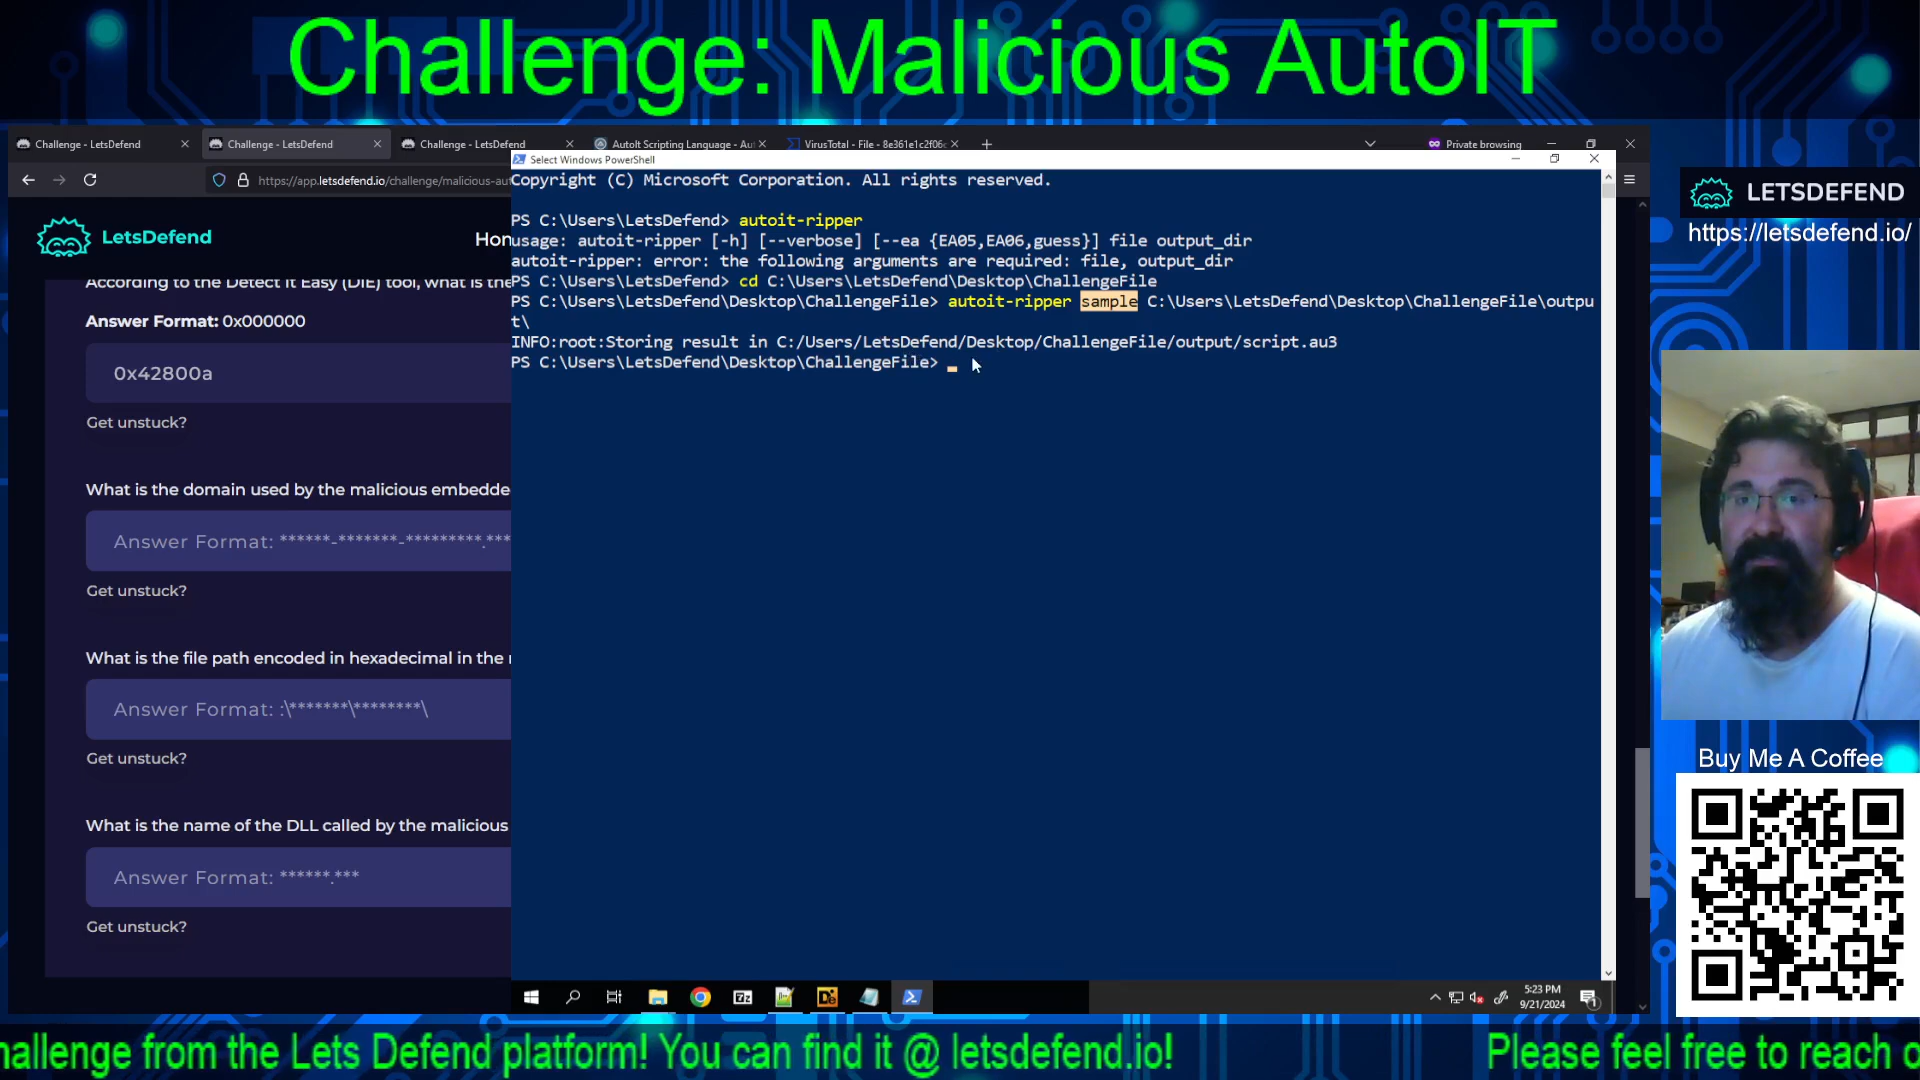 Challenge: Malicious AutoIT
Challenge - LetsDefend
Challenge - LetsDefend
Challenge - LetsDefend
AutoIt Scripting Language - Aut
VirusTotal - File - 8e361e1c2f06c
Private browsing
https://app.letsdefend.io/challenge/malicious-aut
LetsDefend
Hom
According to the Detect It Easy (DIE) tool, what is the
Answer Format: 0x000000
0x42800a
Get unstuck?
What is the domain used by the malicious embedde
Answer Format: ******-*******-*********.***
Get unstuck?
What is the file path encoded in hexadecimal in the
Answer Format: :\*******\********\
Get unstuck?
What is the name of the DLL called by the malicious
Answer Format: ******.***
Get unstuck?
Select Windows PowerShell
Copyright (C) Microsoft Corporation. All rights reserved.
PS C:\Users\LetsDefend> autoit-ripper
usage: autoit-ripper [-h] [--verbose] [--ea {EA05,EA06,guess}] file output_dir
autoit-ripper: error: the following arguments are required: file, output_dir
PS C:\Users\LetsDefend> cd C:\Users\LetsDefend\Desktop\ChallengeFile
PS C:\Users\LetsDefend\Desktop\ChallengeFile> autoit-ripper sample C:\Users\LetsDefend\Desktop\ChallengeFile\outpu
t\
INFO:root:Storing result in C:/Users/LetsDefend/Desktop/ChallengeFile/output/script.au3
PS C:\Users\LetsDefend\Desktop\ChallengeFile>
7z
De
5:23 PM
9/21/2024
1
LETSDEFEND
https://letsdefend.io/
Buy Me A Coffee
hallenge from the Lets Defend platform! You can find it @ letsdefend.io!
Please feel free to reach o